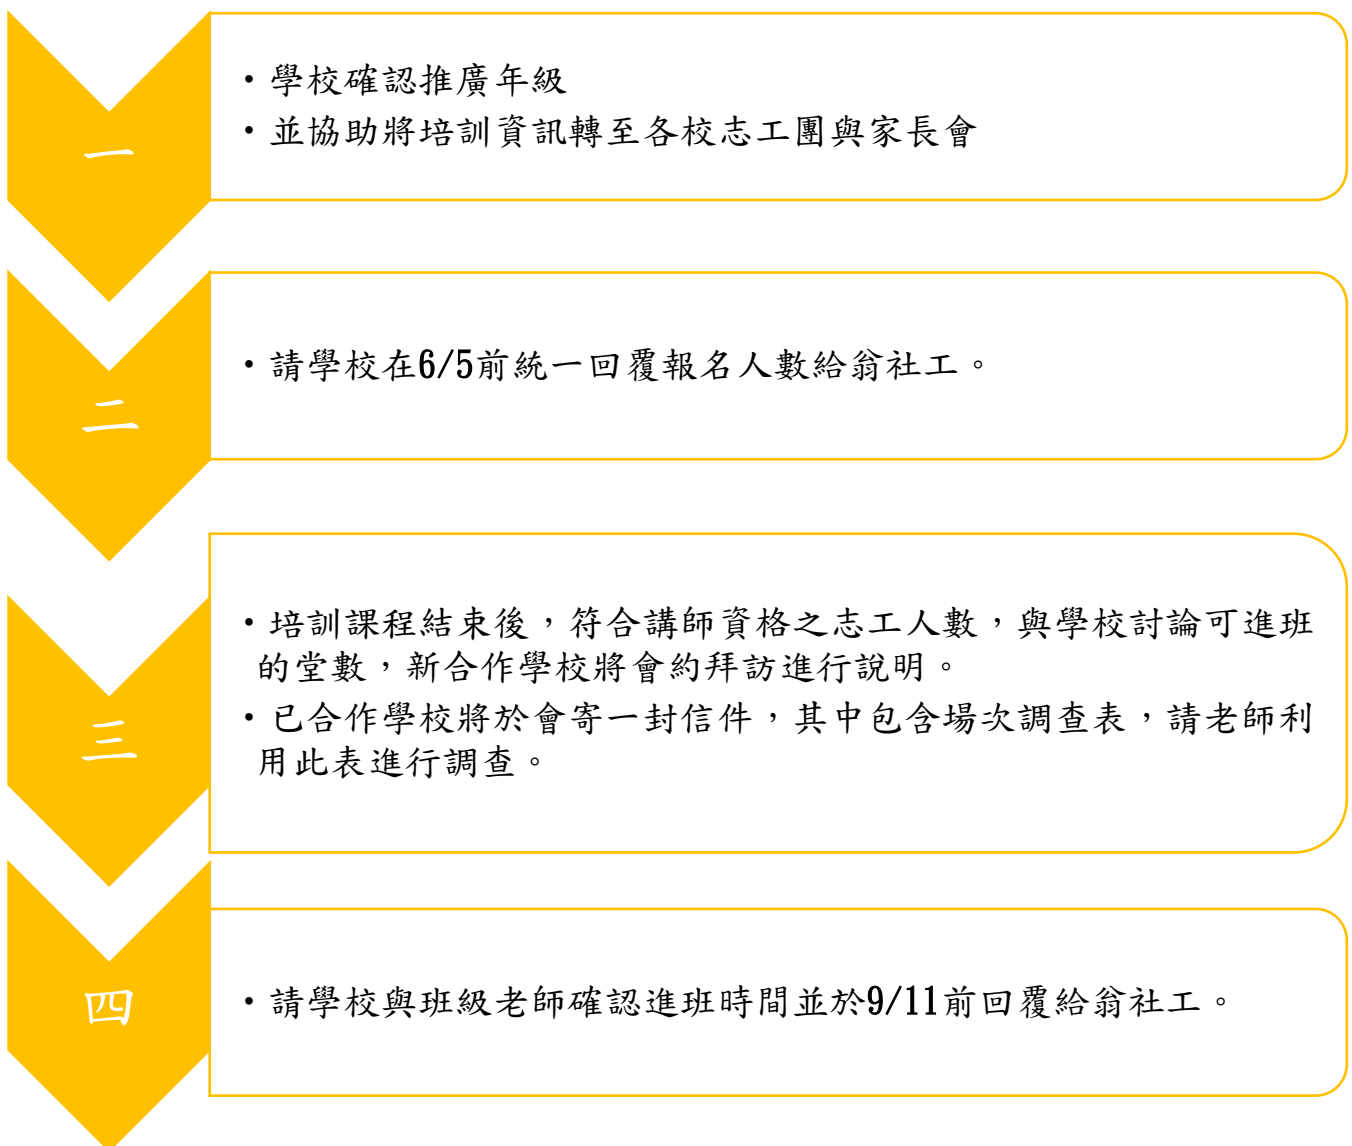 一
・學校確認推廣年級
・並協助將培訓資訊轉至各校志工團與家長會
二
・請學校在6/5前統一回覆報名人數給翁社工。
三
・培訓課程結束後，符合講師資格之志工人數，與學校討論可進班
的堂數，新合作學校將會約拜訪進行說明。
・已合作學校將於會寄一封信件，其中包含場次調查表，請老師利
用此表進行調查。
四
・請學校與班級老師確認進班時間並於9/11前回覆給翁社工。